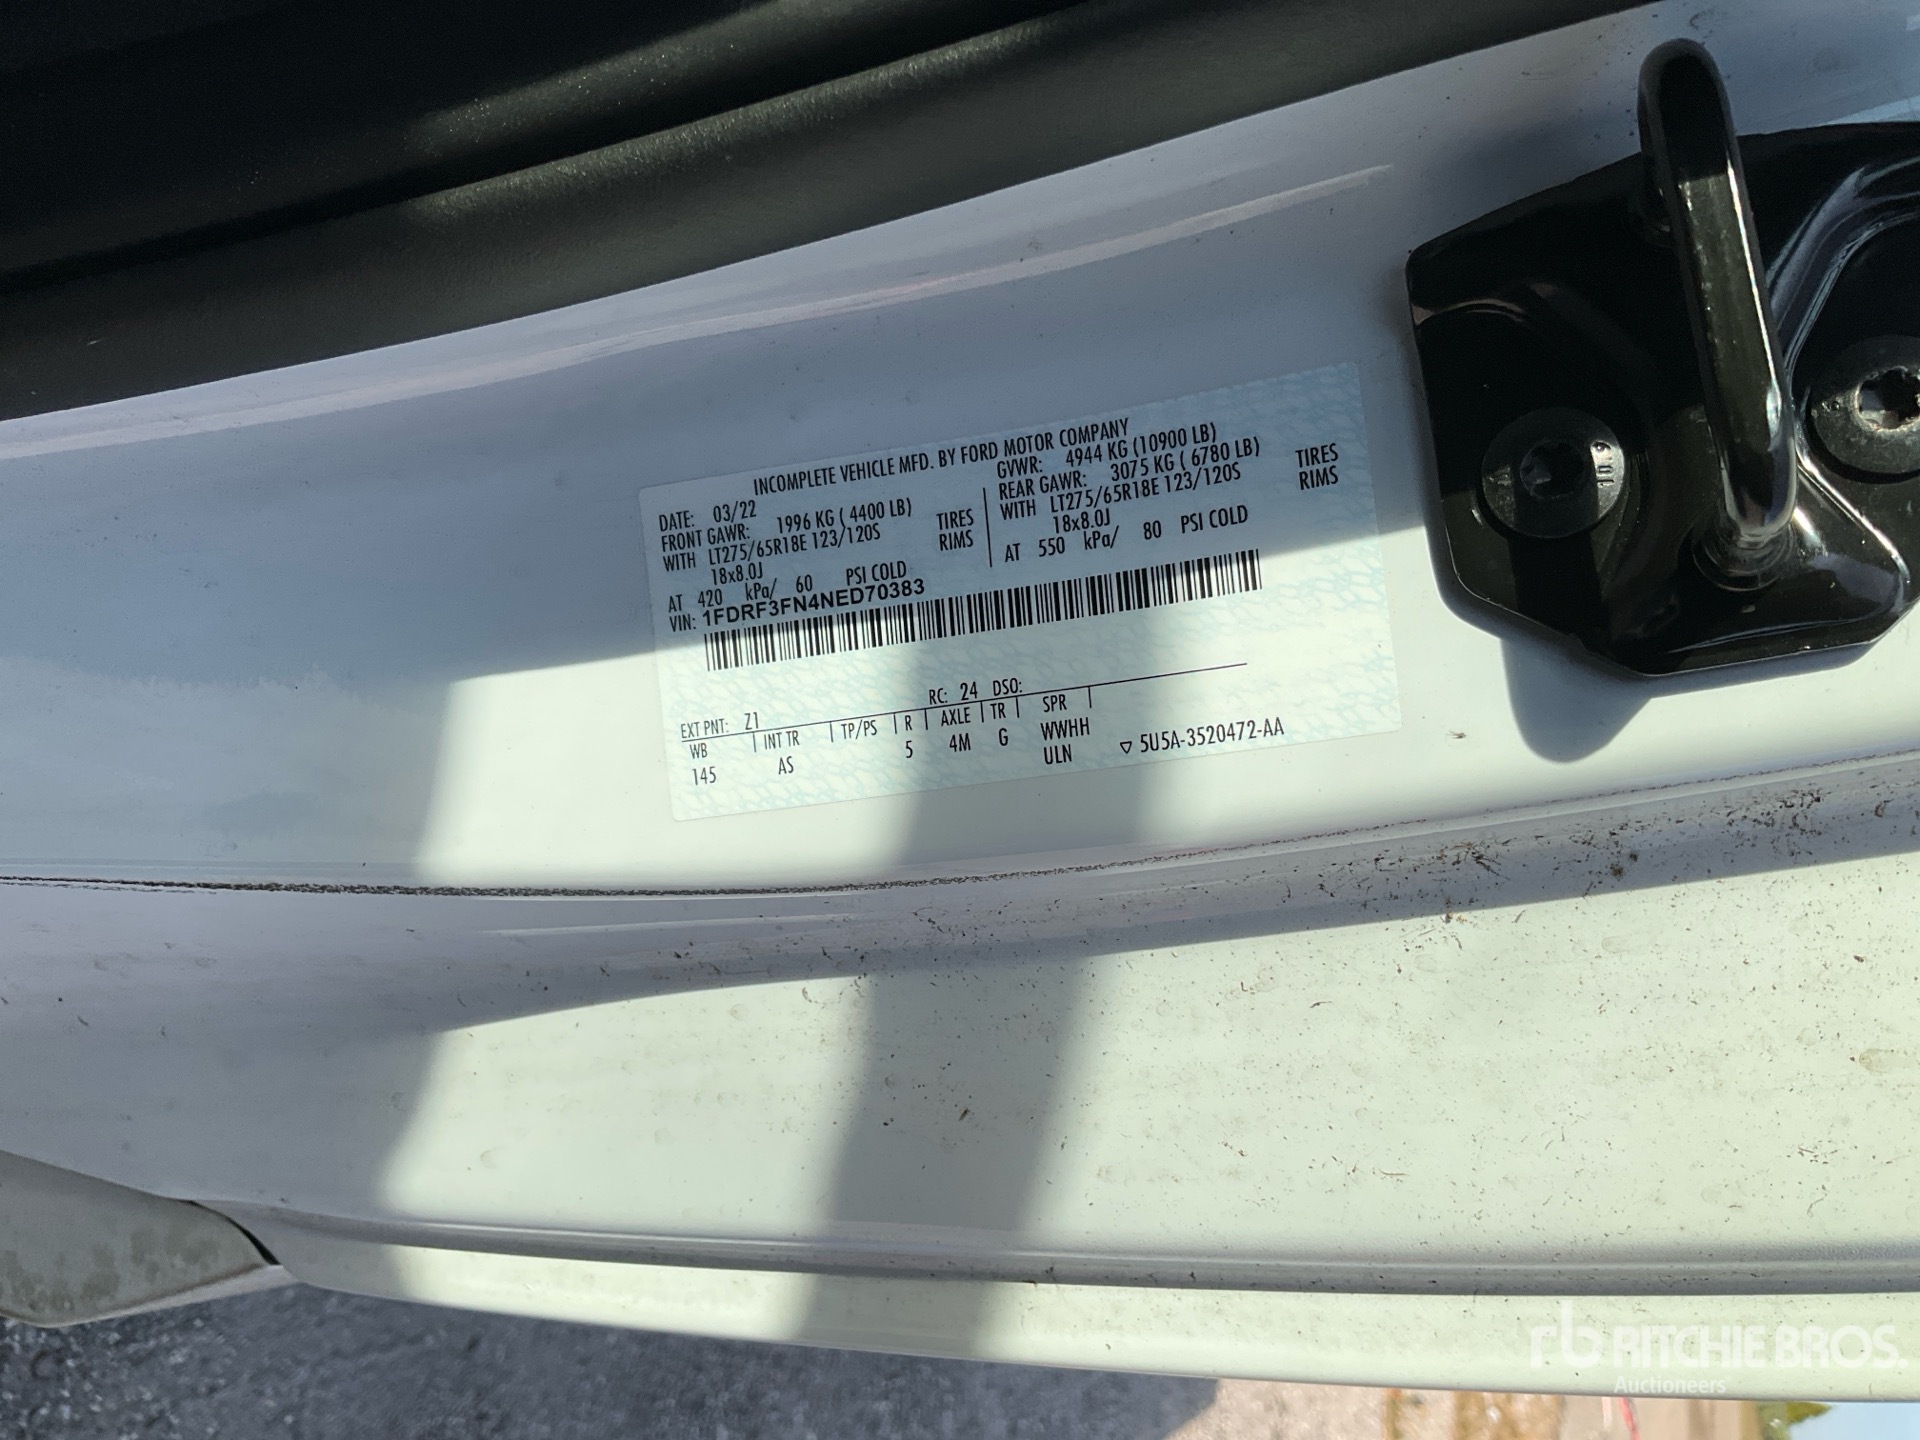 INCOMPLETE VEHICLE MFD. BY FORD MOTOR COMPANY
DATE: 03/22
GVWR: 4944 KG (10900 LB)
FRONT GAWR: 1996 KG ( 4400 LB)
REAR GAWR: 3075 KG ( 6780 LB)
WITH LT275/65R18E 123/120S TIRES
WITH LT275/65R18E 123/120S TIRES
18x8.0J RIMS
18x8.0J RIMS
AT 420 kPa/ 60 PSI COLD
AT 550 kPa/ 80 PSI COLD
VIN: 1FDRF3FN4NED70383
EXT PNT: Z1 RC: 24 DSO:
WB INT TR TP/PS R AXLE TR SPR
145 AS 5 4M G WWHH
ULN ▽ 5U5A-3520472-AA
10.9
rb RITCHIE BROS.
Auctioneers